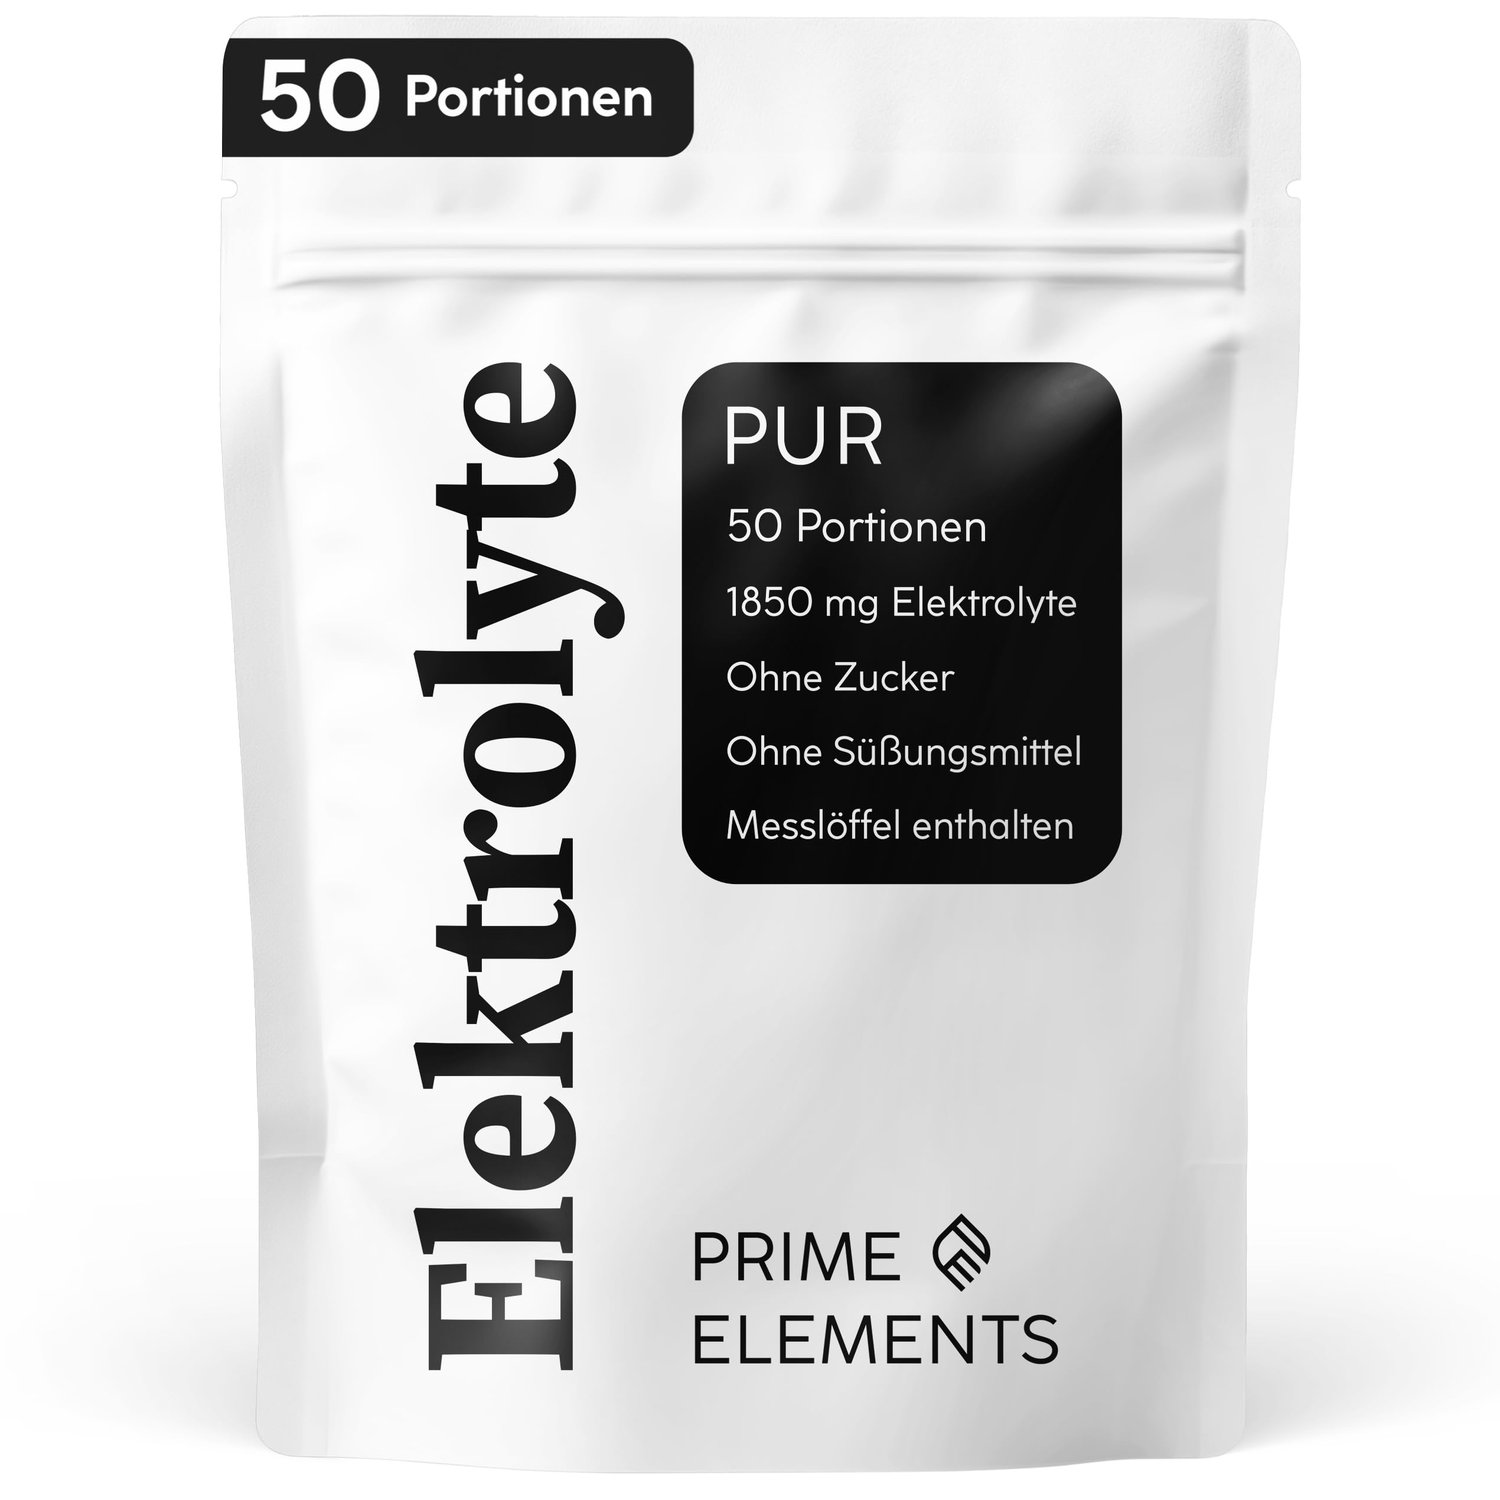 50 Portionen
Elektrolyte
PUR
50 Portionen
1850 mg Elektrolyte
Ohne Zucker
Ohne Süßungsmittel
Messlöffel enthalten
PRIME
ELEMENTS